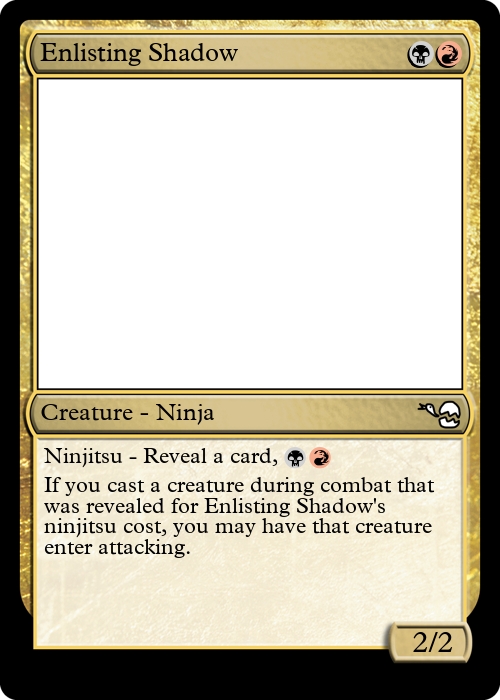 Enlisting Shadow
Creature - Ninja
Ninjitsu - Reveal a card,
If you cast a creature during combat that
was revealed for Enlisting Shadow's
ninjitsu cost, you may have that creature
enter attacking.
2/2